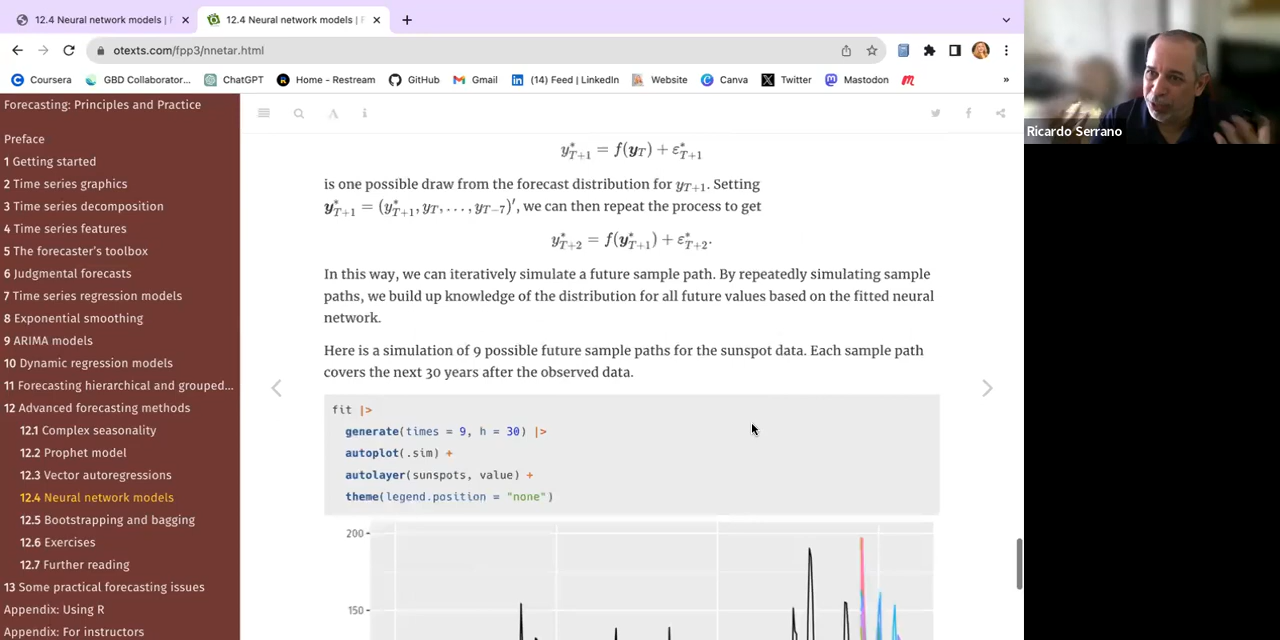 12.4 Neural network models | F
12.4 Neural network models | F
otexts.com/fpp3/nnetar.html
Coursera
GBD Collaborator...
ChatGPT
Home - Restream
GitHub
Gmail
(14) Feed | LinkedIn
Website
Canva
Twitter
Mastodon
»
Ricardo Serrano
Forecasting: Principles and Practice
Preface
1 Getting started
2 Time series graphics
3 Time series decomposition
4 Time series features
5 The forecaster's toolbox
6 Judgmental forecasts
7 Time series regression models
8 Exponential smoothing
9 ARIMA models
10 Dynamic regression models
11 Forecasting hierarchical and grouped...
12 Advanced forecasting methods
12.1 Complex seasonality
12.2 Prophet model
12.3 Vector autoregressions
12.4 Neural network models
12.5 Bootstrapping and bagging
12.6 Exercises
12.7 Further reading
13 Some practical forecasting issues
Appendix: Using R
Appendix: For instructors
y*_{T+1} = f(y_T) + ε*_{T+1}
is one possible draw from the forecast distribution for y_{T+1}. Setting
y*_{T+1} = (y*_{T+1}, y_T, . . . , y_{T−7})′, we can then repeat the process to get
y*_{T+2} = f(y*_{T+1}) + ε*_{T+2}.
In this way, we can iteratively simulate a future sample path. By repeatedly simulating sample
paths, we build up knowledge of the distribution for all future values based on the fitted neural
network.
Here is a simulation of 9 possible future sample paths for the sunspot data. Each sample path
covers the next 30 years after the observed data.
fit |>
generate(times = 9, h = 30) |>
autoplot(.sim) +
autolayer(sunspots, value) +
theme(legend.position = "none")
200
150